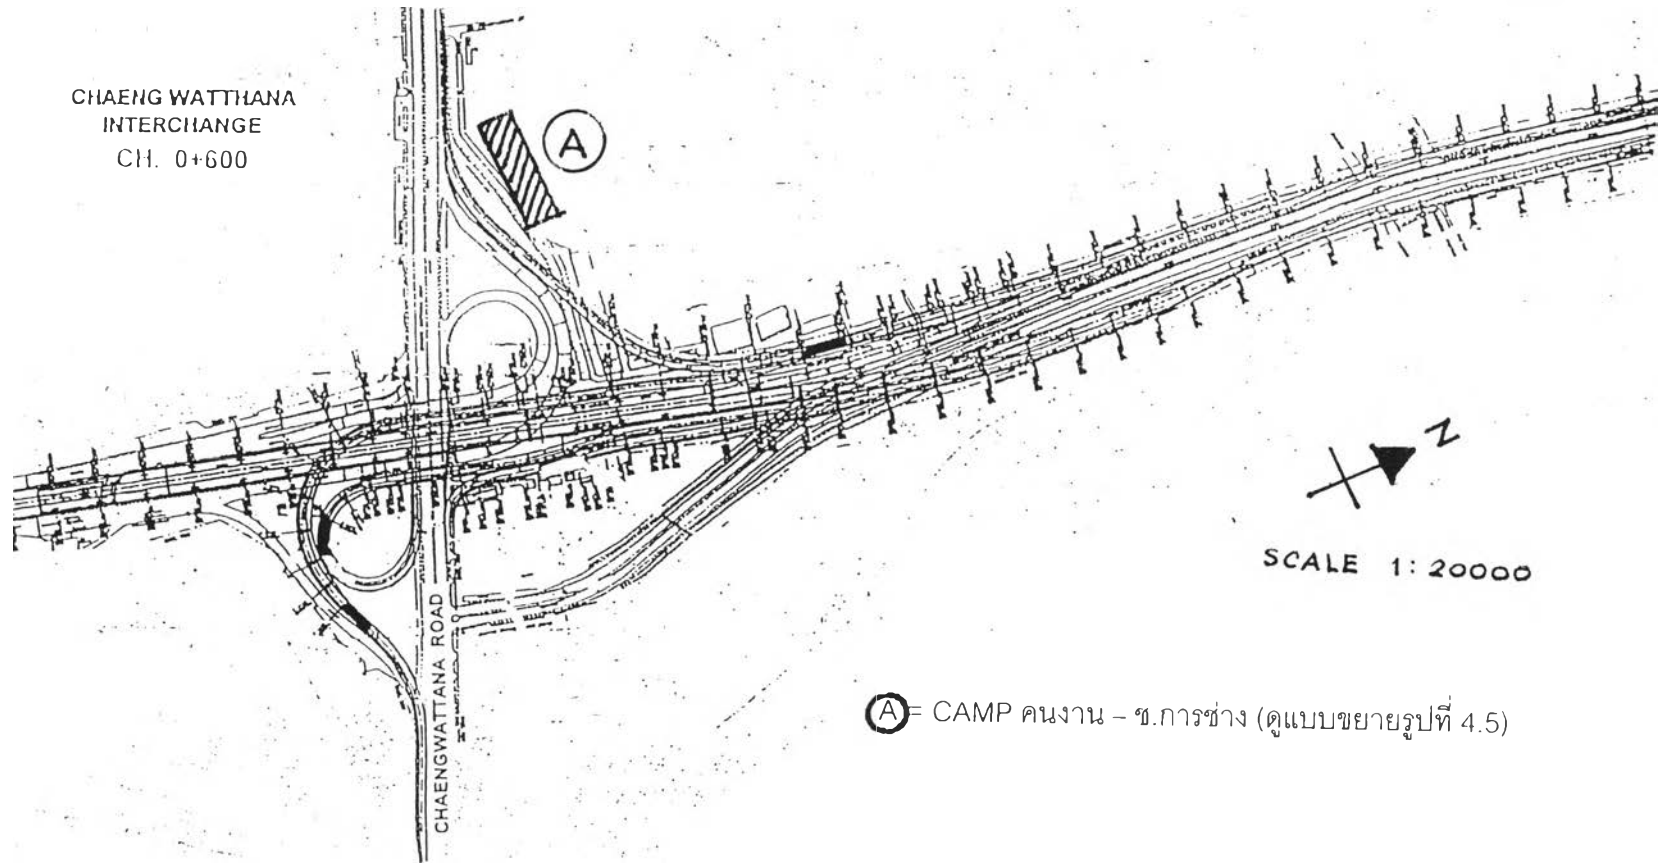 CHAENG WATTHANA
INTERCHANGE
CH. 0+600
A
N
SCALE 1:20000
CHAENGWATTANA ROAD
A = CAMP คนงาน – ช.การช่าง (ดูแบบขยายรูปที่ 4.5)